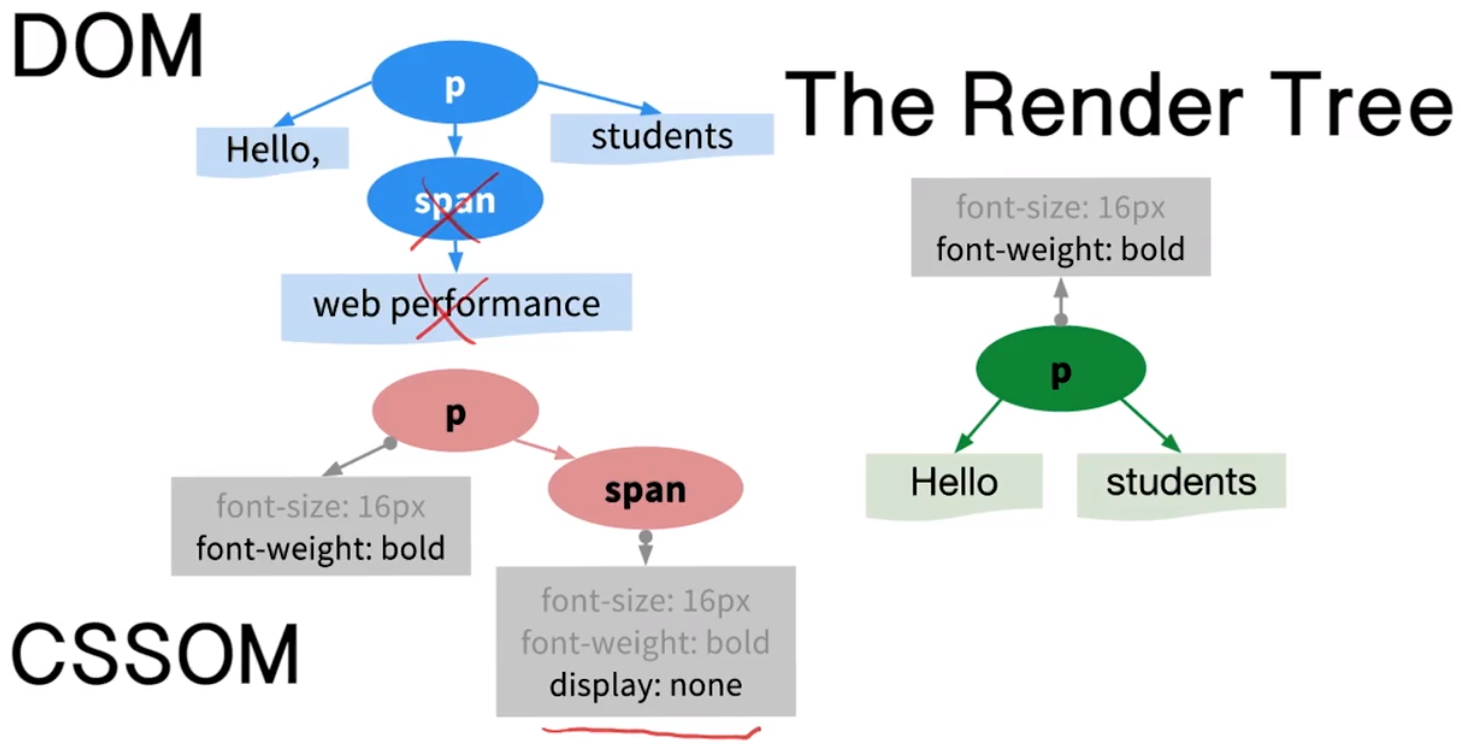 DOM
p
Hello,
students
span
web performance
p
font-size: 16px
font-weight: bold
span
font-size: 16px
font-weight: bold
display: none
CSSOM
The Render Tree
font-size: 16px
font-weight: bold
p
Hello
students